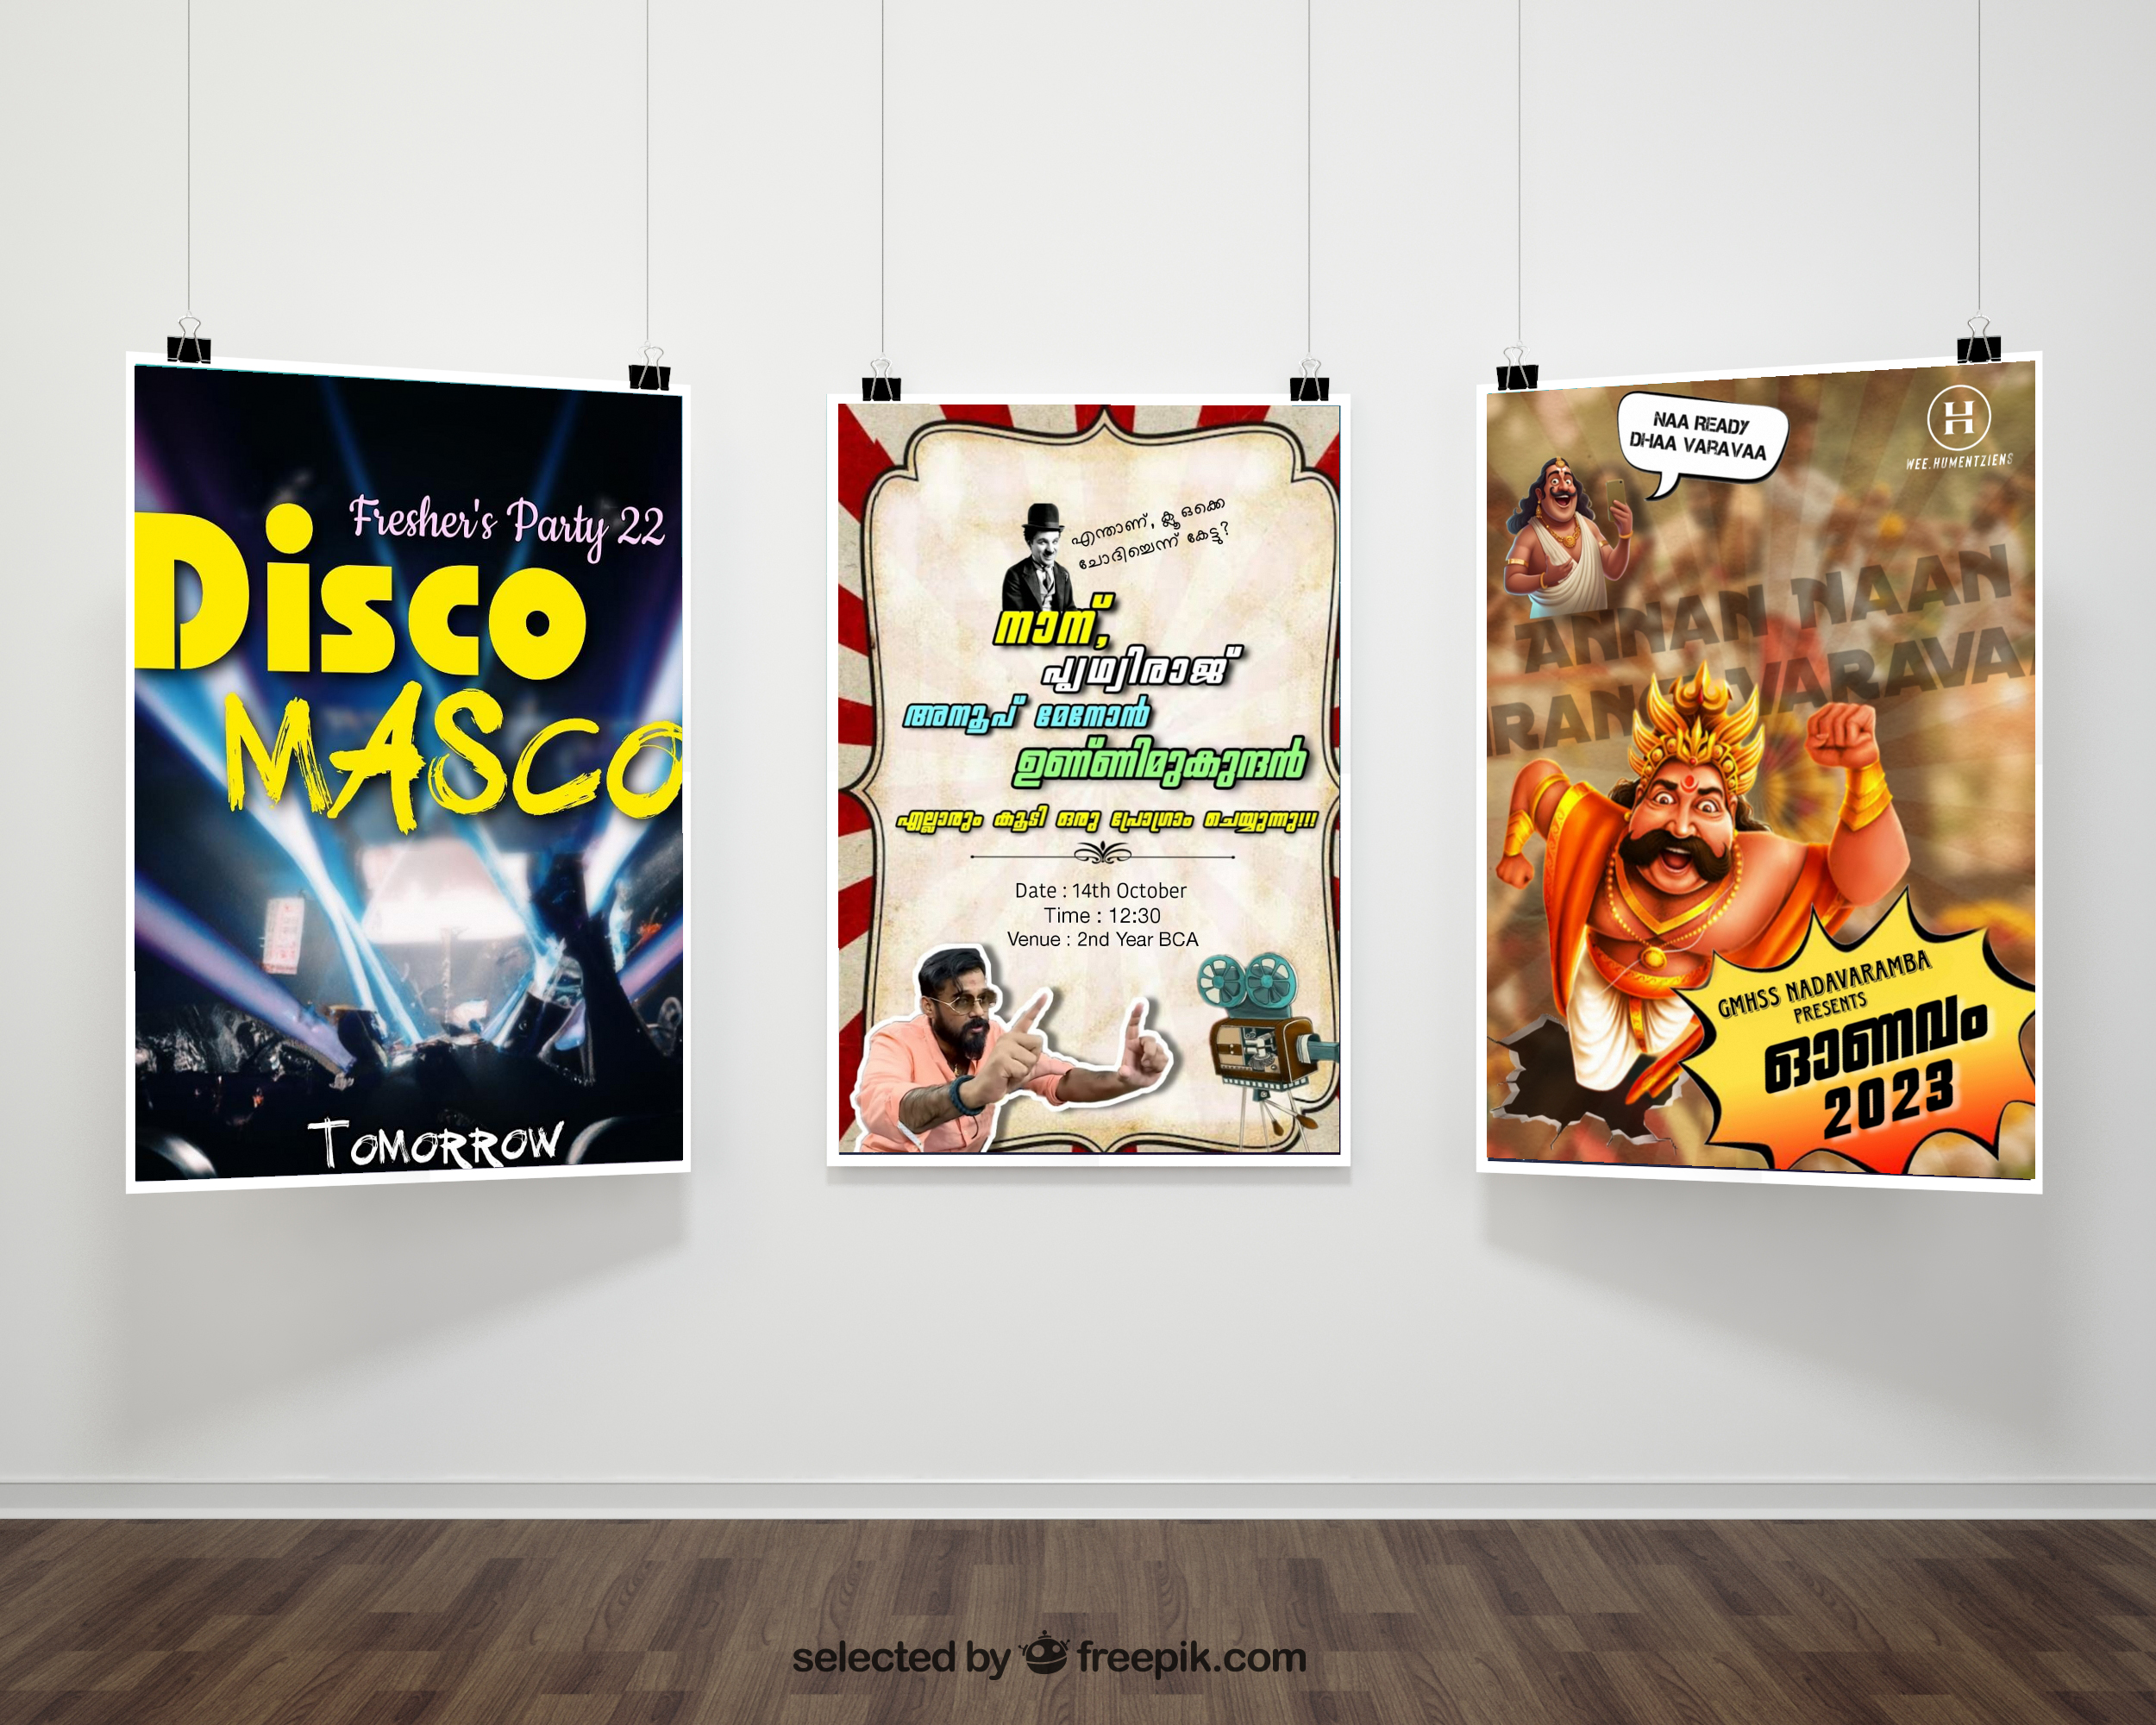 Fresher's Party 22
Disco
MASCO
TOMORROW
എന്താണ്, ക്ലൂ ഒക്കെ
ചോദിച്ചെന്ന് കേട്ടു?
നാന്,
പൃഥ്വിരാജ്
അനൂപ് മേനോൻ
ഉണ്ണിമുകുന്ദൻ
എല്ലാരും കൂടി ഒരു പ്രോഗ്രാം ചെയ്യുന്നു!!!
Date : 14th October
Time : 12:30
Venue : 2nd Year BCA
NAA READY
DHAA VARAVAA
H
WEE.HUMENTZIENS
ANNAN NAAN
VARAVA
GMHSS NADAVARAMBA
PRESENTS
ഓണവം
2023
selected by freepik.com